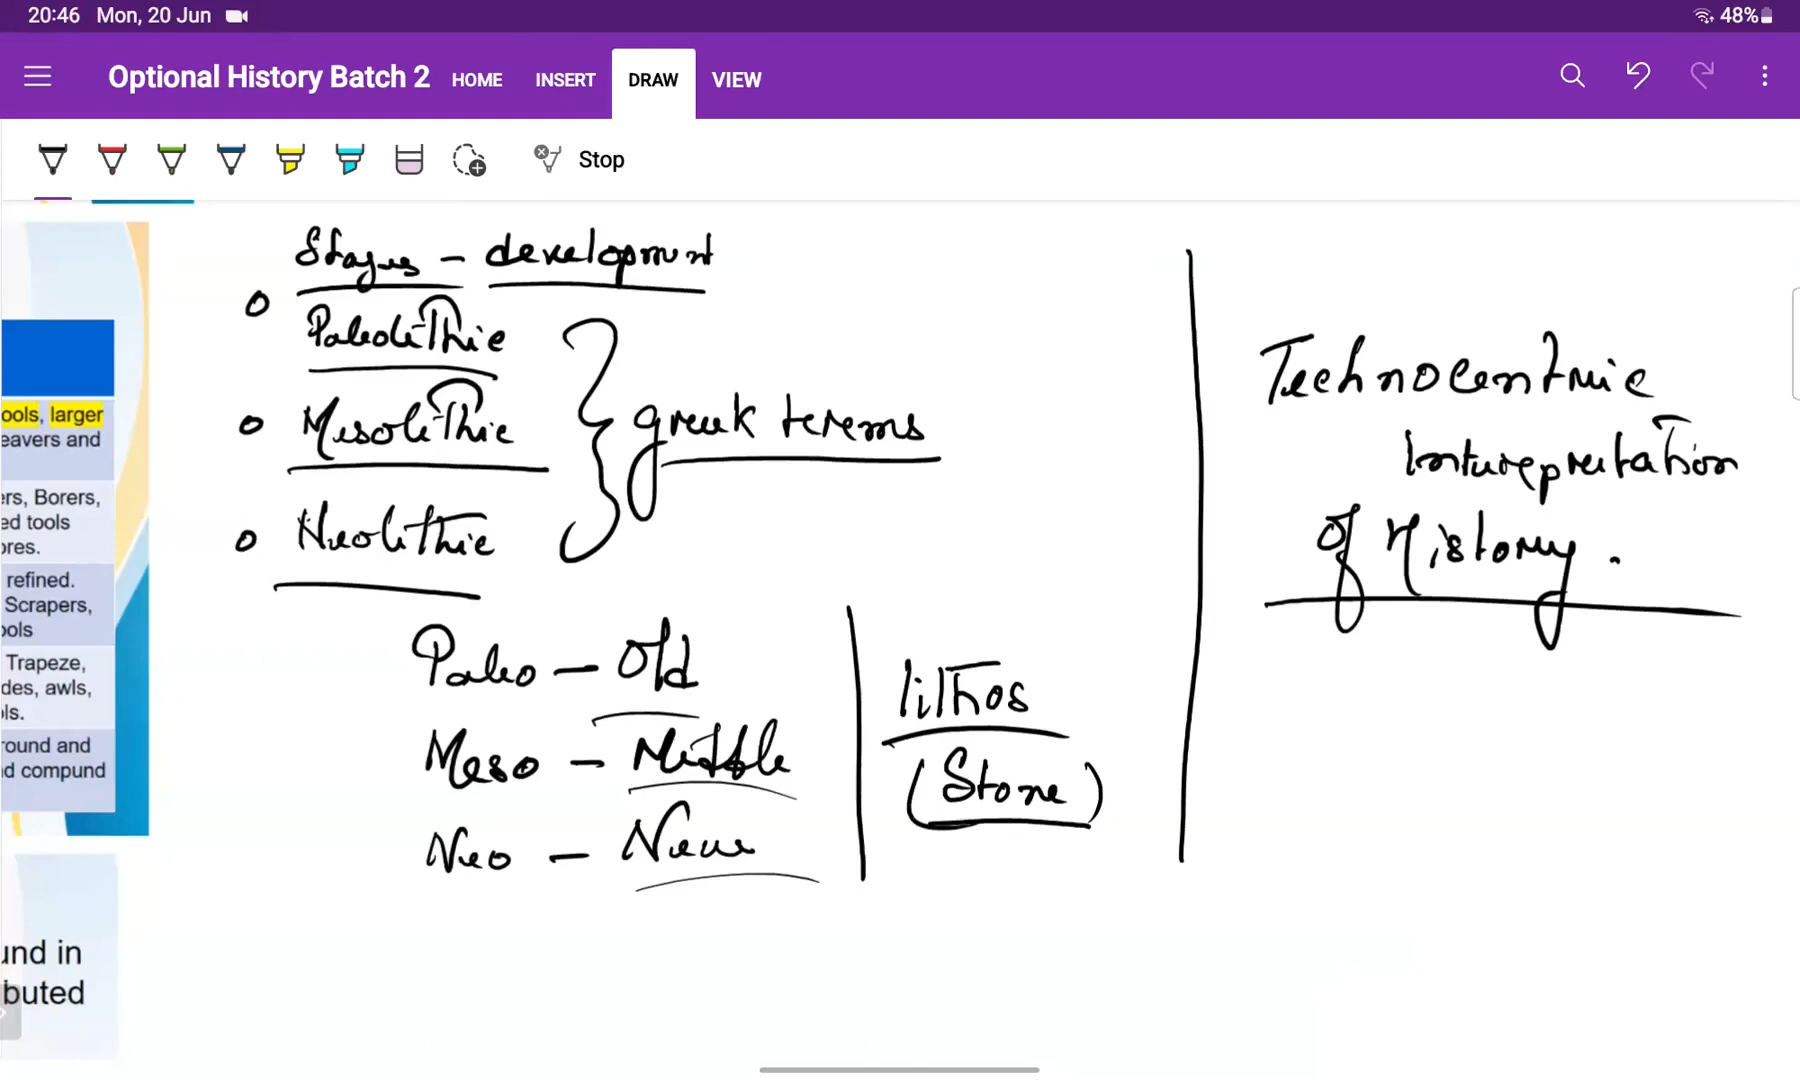 20:46 Mon, 20 Jun
48%
Optional History Batch 2 HOME INSERT DRAW VIEW
Stop
Stages - development
Paleolithic
Mesolithic
Neolithic
greek terms
Paleo - Old
Meso - Middle
Neo - New
lithos
(Stone)
Technocentric
Interpretation
of History.
ools, larger
eavers and
ers, Borers,
ed tools
ores.
refined.
Scrapers,
ools
Trapeze,
des, awls,
ls.
round and
d compund
und in
buted